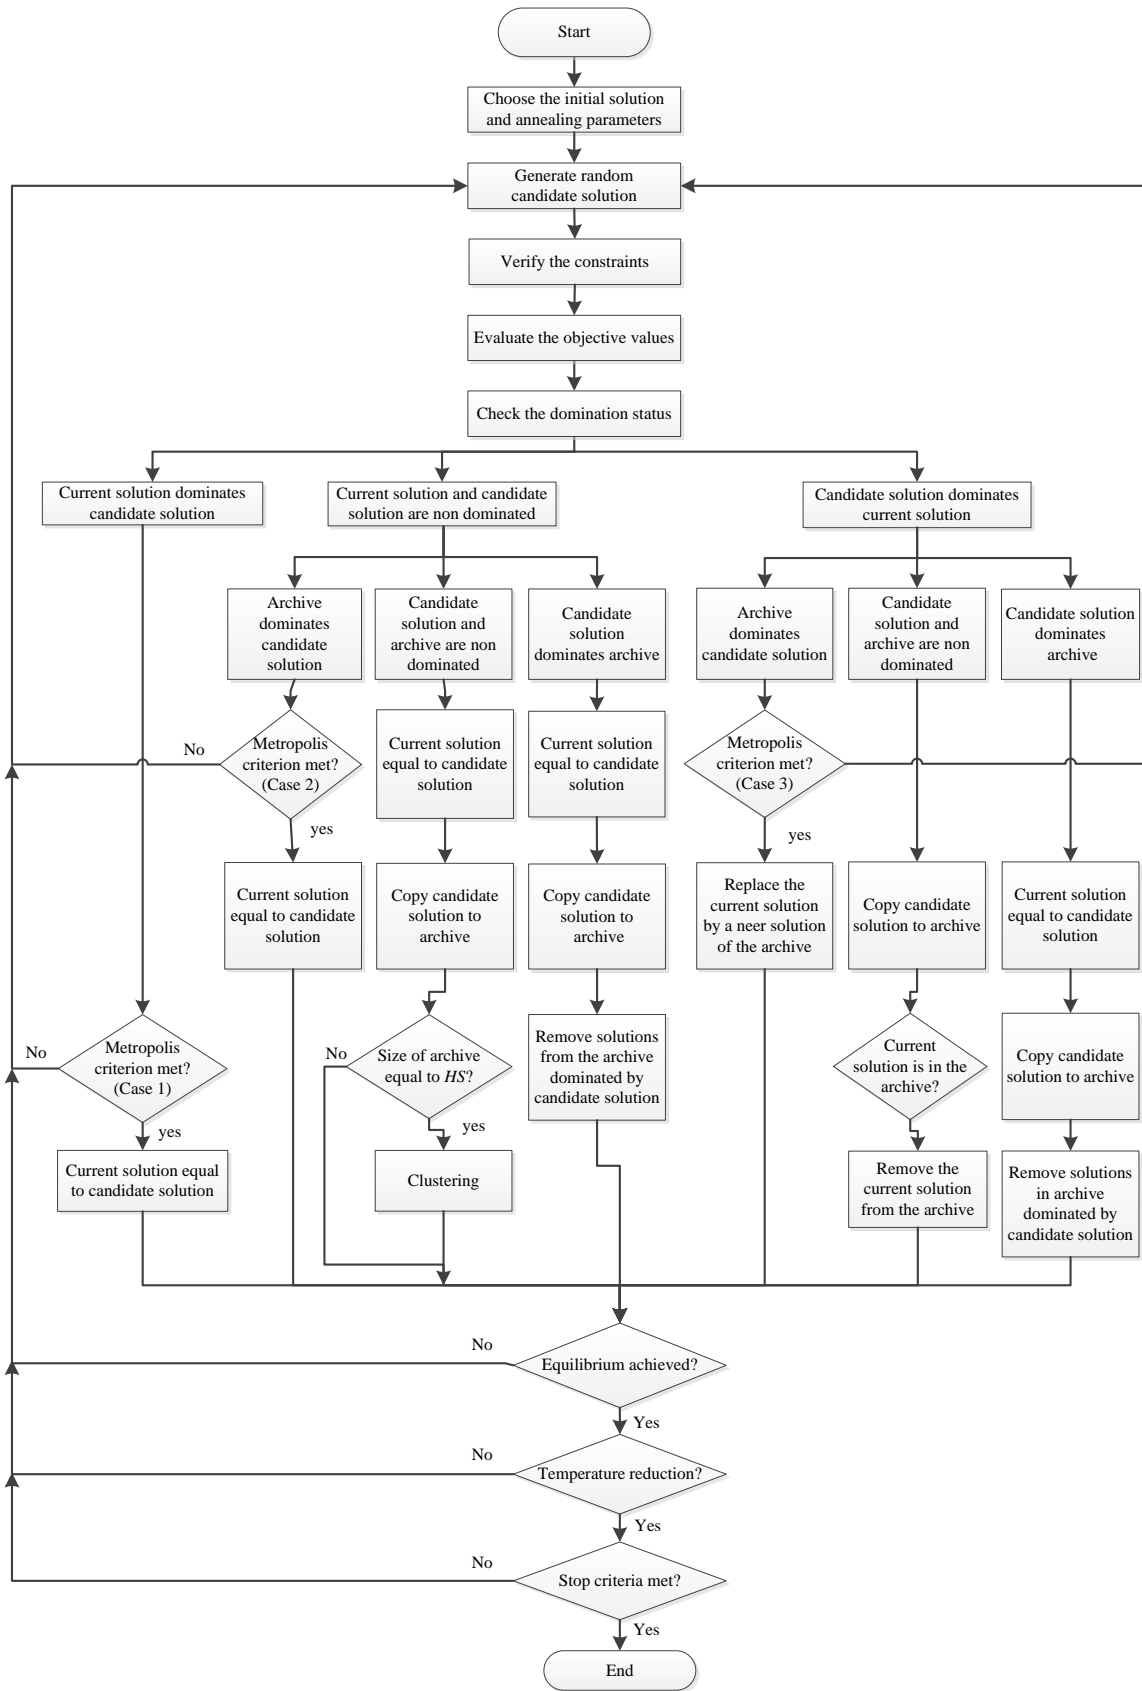 Start
Choose the initial solution
and annealing parameters
Generate random
candidate solution
Verify the constraints
Evaluate the objective values
Check the domination status
Current solution dominates
candidate solution
Current solution and candidate
solution are non dominated
Candidate solution dominates
current solution
Archive
dominates
candidate
solution
Candidate
solution and
archive are non
dominated
Candidate
solution
dominates archive
Archive
dominates
candidate solution
Candidate
solution and
archive are non
dominated
Candidate solution
dominates
archive
No
Metropolis
criterion met?
(Case 2)
yes
Current solution
equal to candidate
solution
Current solution
equal to candidate
solution
Metropolis
criterion met?
(Case 3)
yes
Current solution
equal to candidate
solution
Copy candidate
solution to
archive
Copy candidate
solution to
archive
Replace the
current solution
by a neer solution
of the archive
Copy candidate
solution to archive
Current solution
equal to candidate
solution
No
Metropolis
criterion met?
(Case 1)
yes
No
Size of archive
equal to HS?
yes
Remove solutions
from the archive
dominated by
candidate solution
Current
solution is in the
archive?
Copy candidate
solution to archive
Current solution equal
to candidate solution
Clustering
Remove the
current solution
from the archive
Remove solutions
in archive
dominated by
candidate solution
No
Equilibrium achieved?
Yes
No
Temperature reduction?
Yes
No
Stop criteria met?
Yes
End